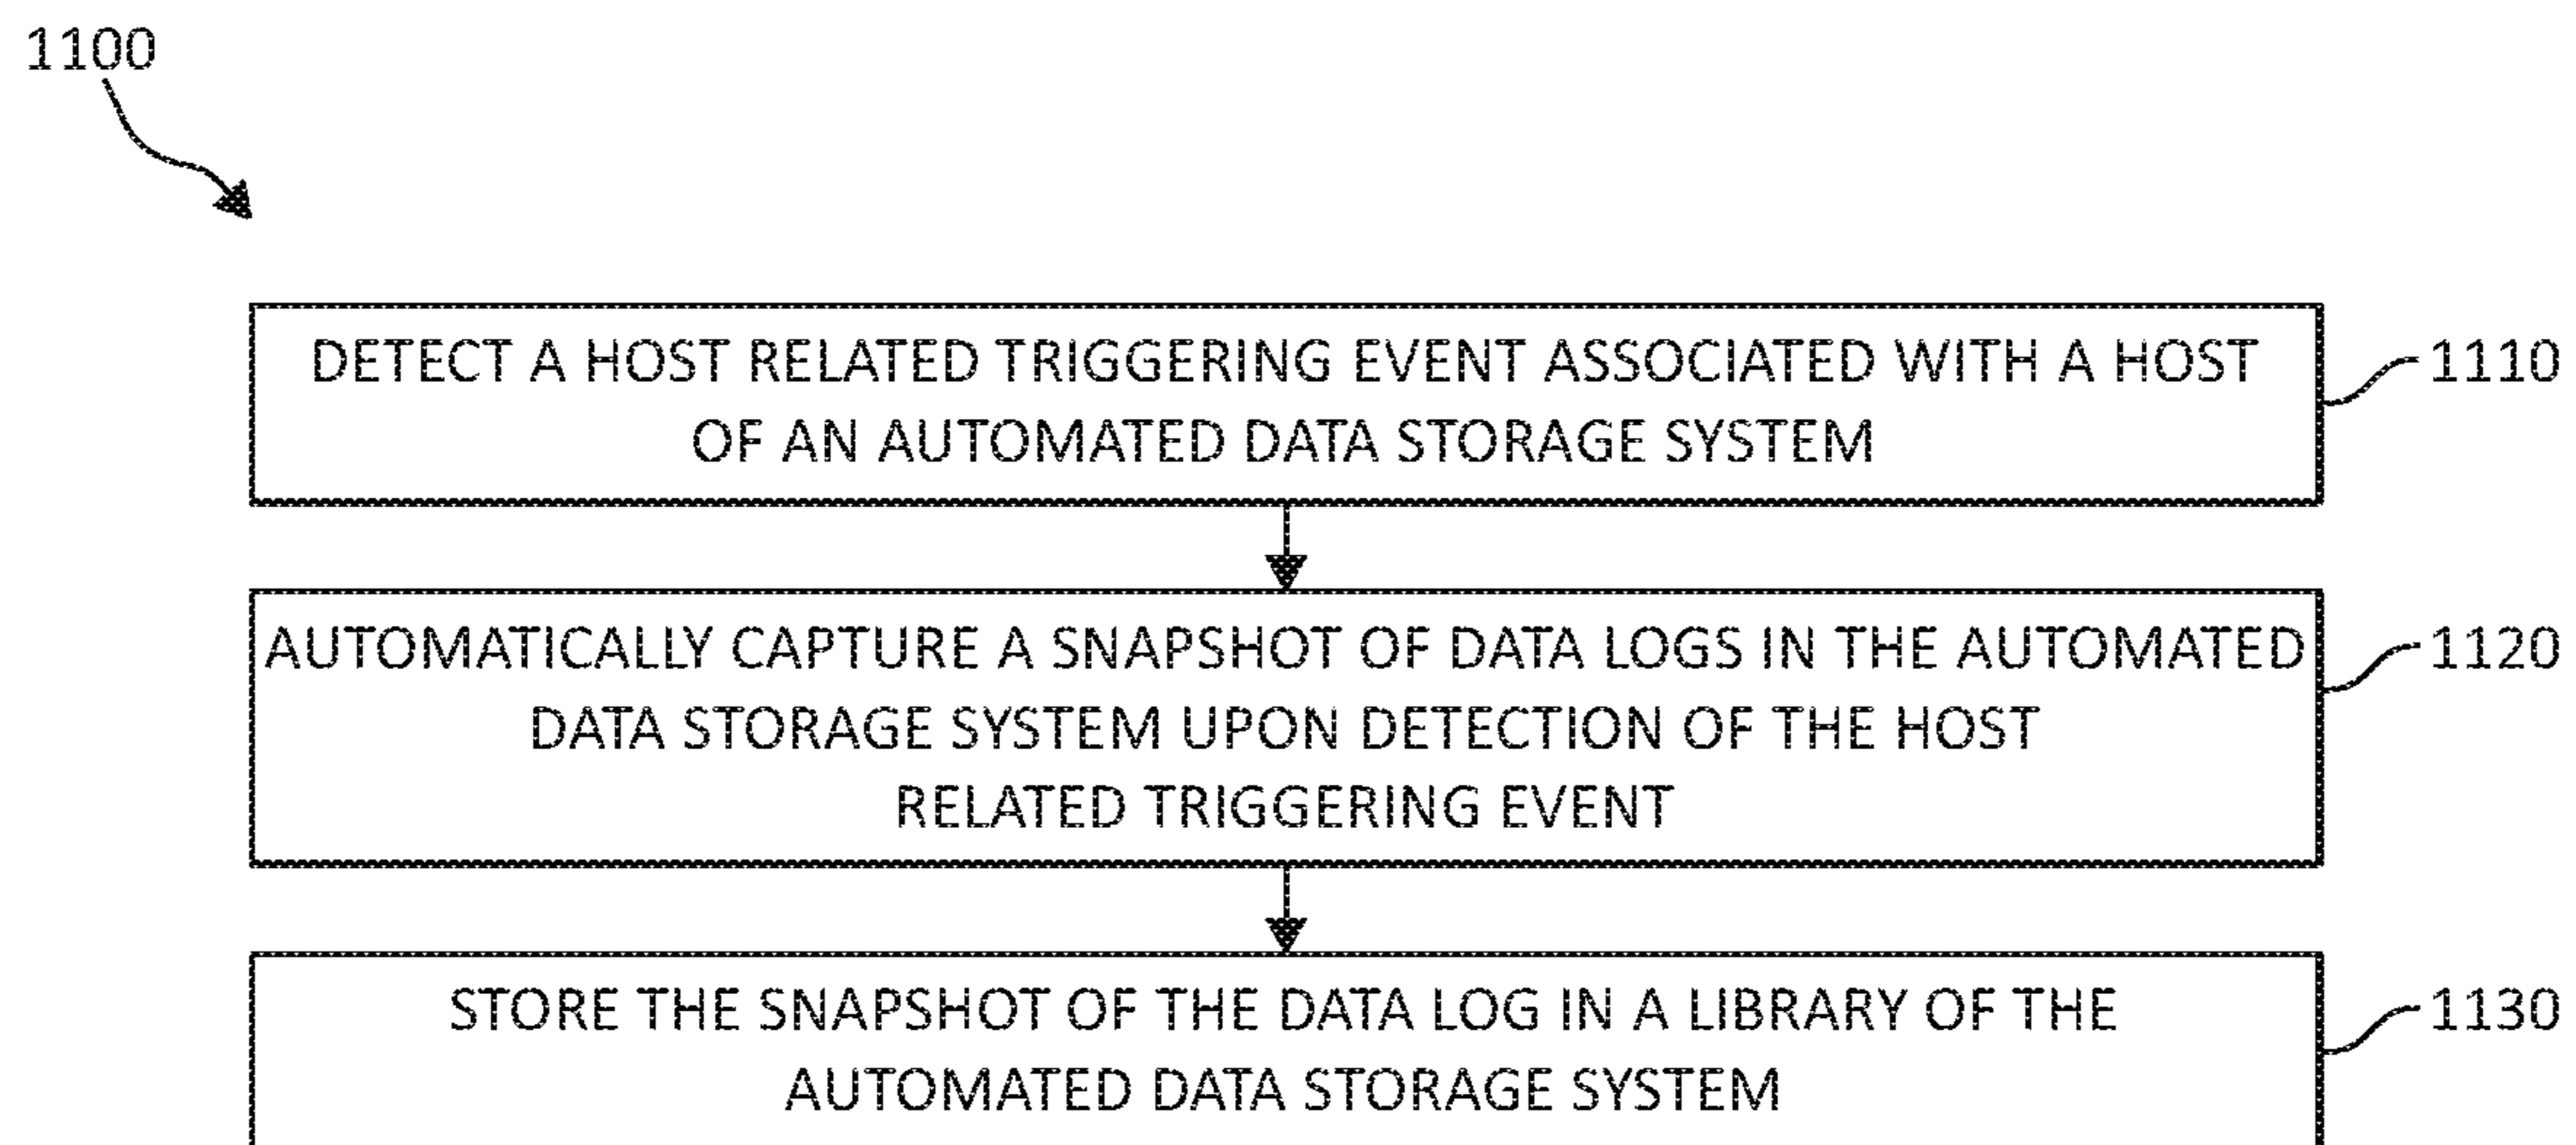 1100
DETECT A HOST RELATED TRIGGERING EVENT ASSOCIATED WITH A HOST
OF AN AUTOMATED DATA STORAGE SYSTEM
1110
AUTOMATICALLY CAPTURE A SNAPSHOT OF DATA LOGS IN THE AUTOMATED
DATA STORAGE SYSTEM UPON DETECTION OF THE HOST
RELATED TRIGGERING EVENT
1120
STORE THE SNAPSHOT OF THE DATA LOG IN A LIBRARY OF THE
AUTOMATED DATA STORAGE SYSTEM
1130